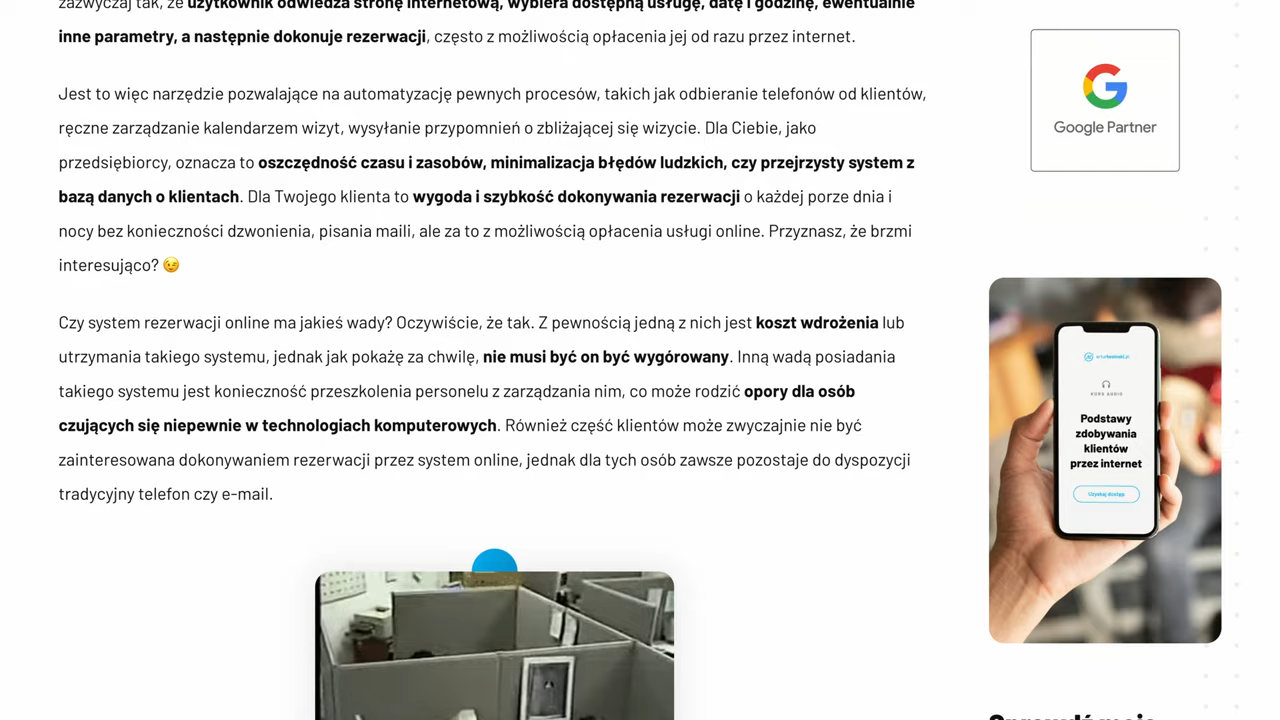 zazwyczaj tak, że użytkownik odwiedza stronę internetową, wybiera dostępną usługę, datę i godzinę, ewentualnie
inne parametry, a następnie dokonuje rezerwacji, często z możliwością opłacenia jej od razu przez internet.
Jest to więc narzędzie pozwalające na automatyzację pewnych procesów, takich jak odbieranie telefonów od klientów,
ręczne zarządzanie kalendarzem wizyt, wysyłanie przypomnień o zbliżającej się wizycie. Dla Ciebie, jako
przedsiębiorcy, oznacza to oszczędność czasu i zasobów, minimalizacja błędów ludzkich, czy przejrzysty system z
bazą danych o klientach. Dla Twojego klienta to wygoda i szybkość dokonywania rezerwacji o każdej porze dnia i
nocy bez konieczności dzwonienia, pisania maili, ale za to z możliwością opłacenia usługi online. Przyznasz, że brzmi
interesująco? 😉
Czy system rezerwacji online ma jakieś wady? Oczywiście, że tak. Z pewnością jedną z nich jest koszt wdrożenia lub
utrzymania takiego systemu, jednak jak pokażę za chwilę, nie musi być on być wygórowany. Inną wadą posiadania
takiego systemu jest konieczność przeszkolenia personelu z zarządzania nim, co może rodzić opory dla osób
czujących się niepewnie w technologiach komputerowych. Również część klientów może zwyczajnie nie być
zainteresowana dokonywaniem rezerwacji przez system online, jednak dla tych osób zawsze pozostaje do dyspozycji
tradycyjny telefon czy e-mail.
Google Partner
KURS AUDIO
Podstawy
zdobywania
klientów
przez internet
Uzyskaj dostęp
Sprawdź moje